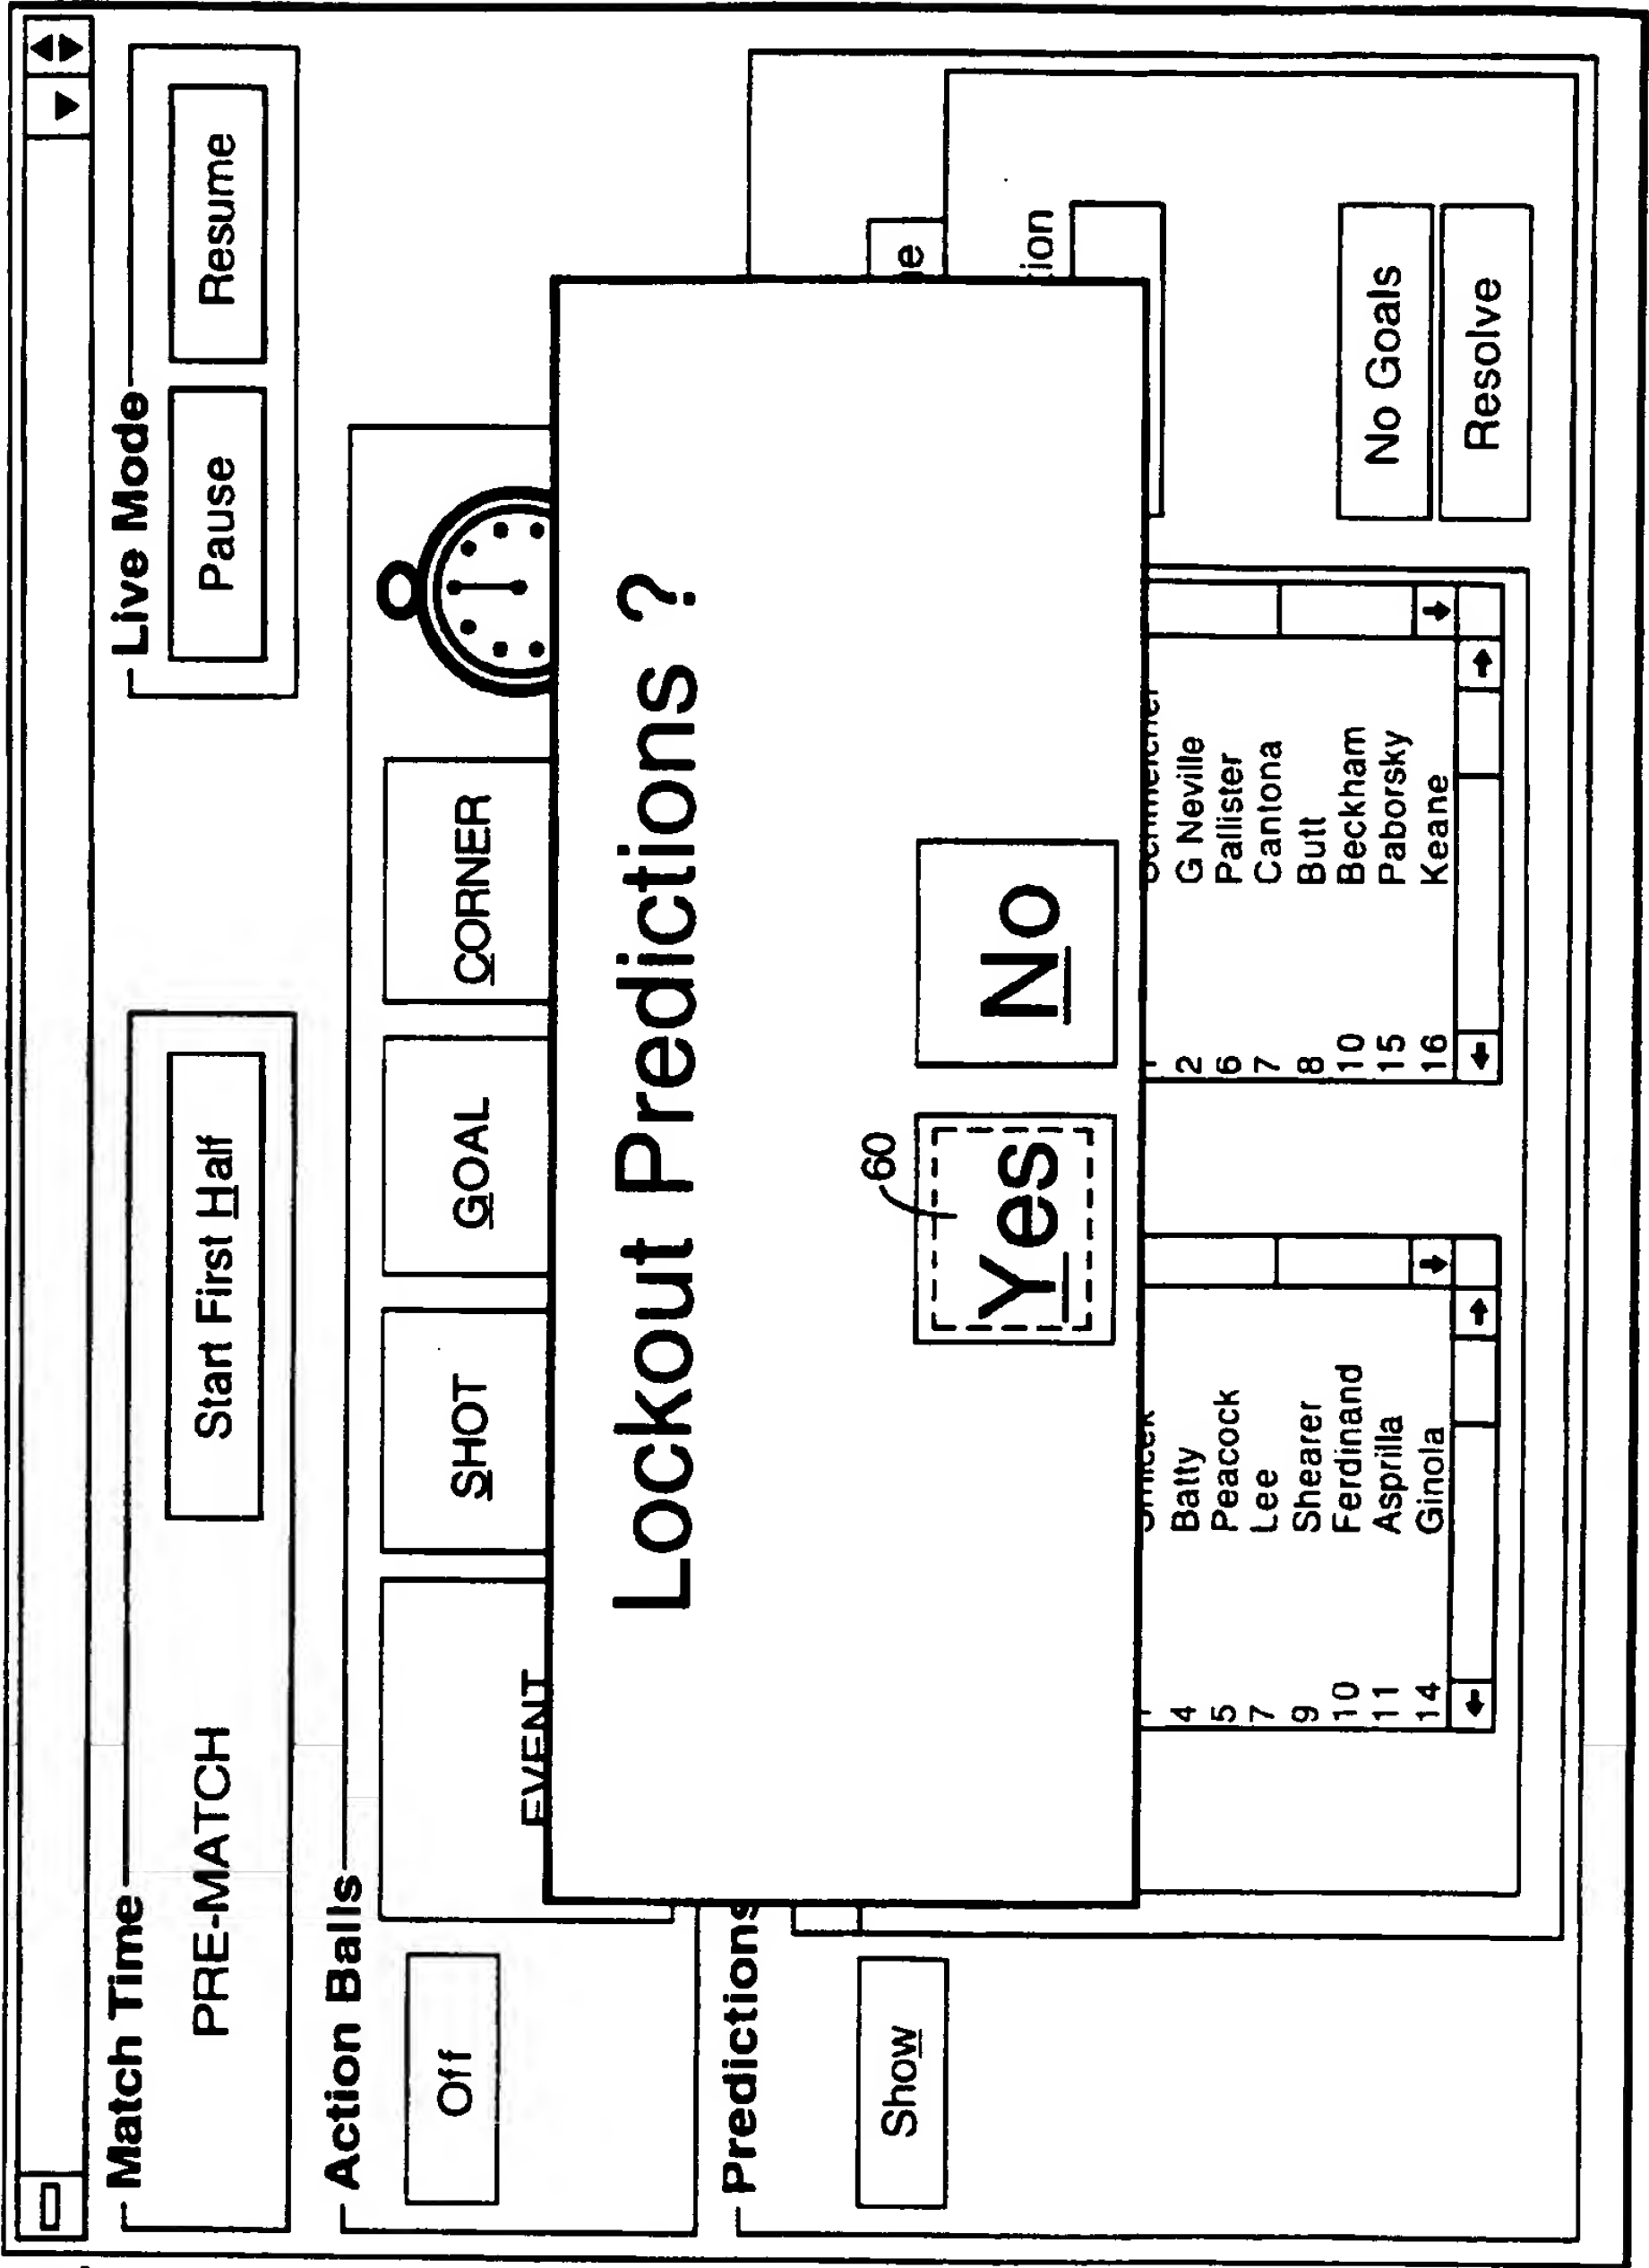 Match Time
Live Mode
PRE-MATCH
Start First Half
Pause
Resume
Action Balls
Off
SHOT
GOAL
CORNER
EVENT
Lockout Predictions ?
Predictions
Show
60
Yes
No
4 Batty
5 Peacock
7 Lee
9 Shearer
10 Ferdinand
11 Asprilla
14 Ginola
2 G Neville
6 Pallister
7 Cantona
8 Butt
10 Beckham
15 Paborsky
16 Keane
No Goals
Resolve